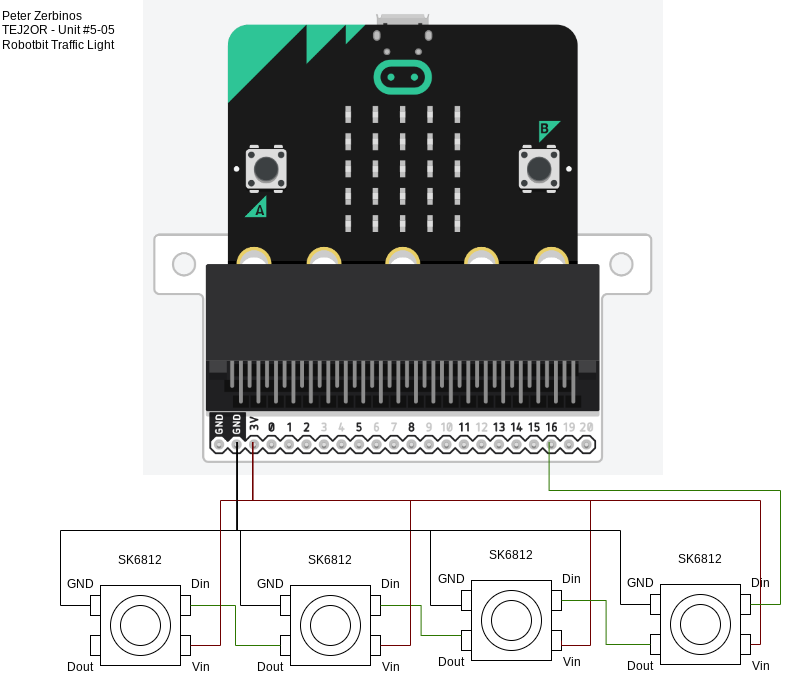 Peter Zerbinos
TEJ2OR - Unit #5-05
Robotbit Traffic Light
B
A
GND GND 3V 0 1 2 3 4 5 6 7 8 9 10 11 12 13 14 15 16 19 20
SK6812 SK6812 SK6812 SK6812
GND Din GND Din GND Din GND Din
Dout Vin Dout Vin Dout Vin Dout Vin